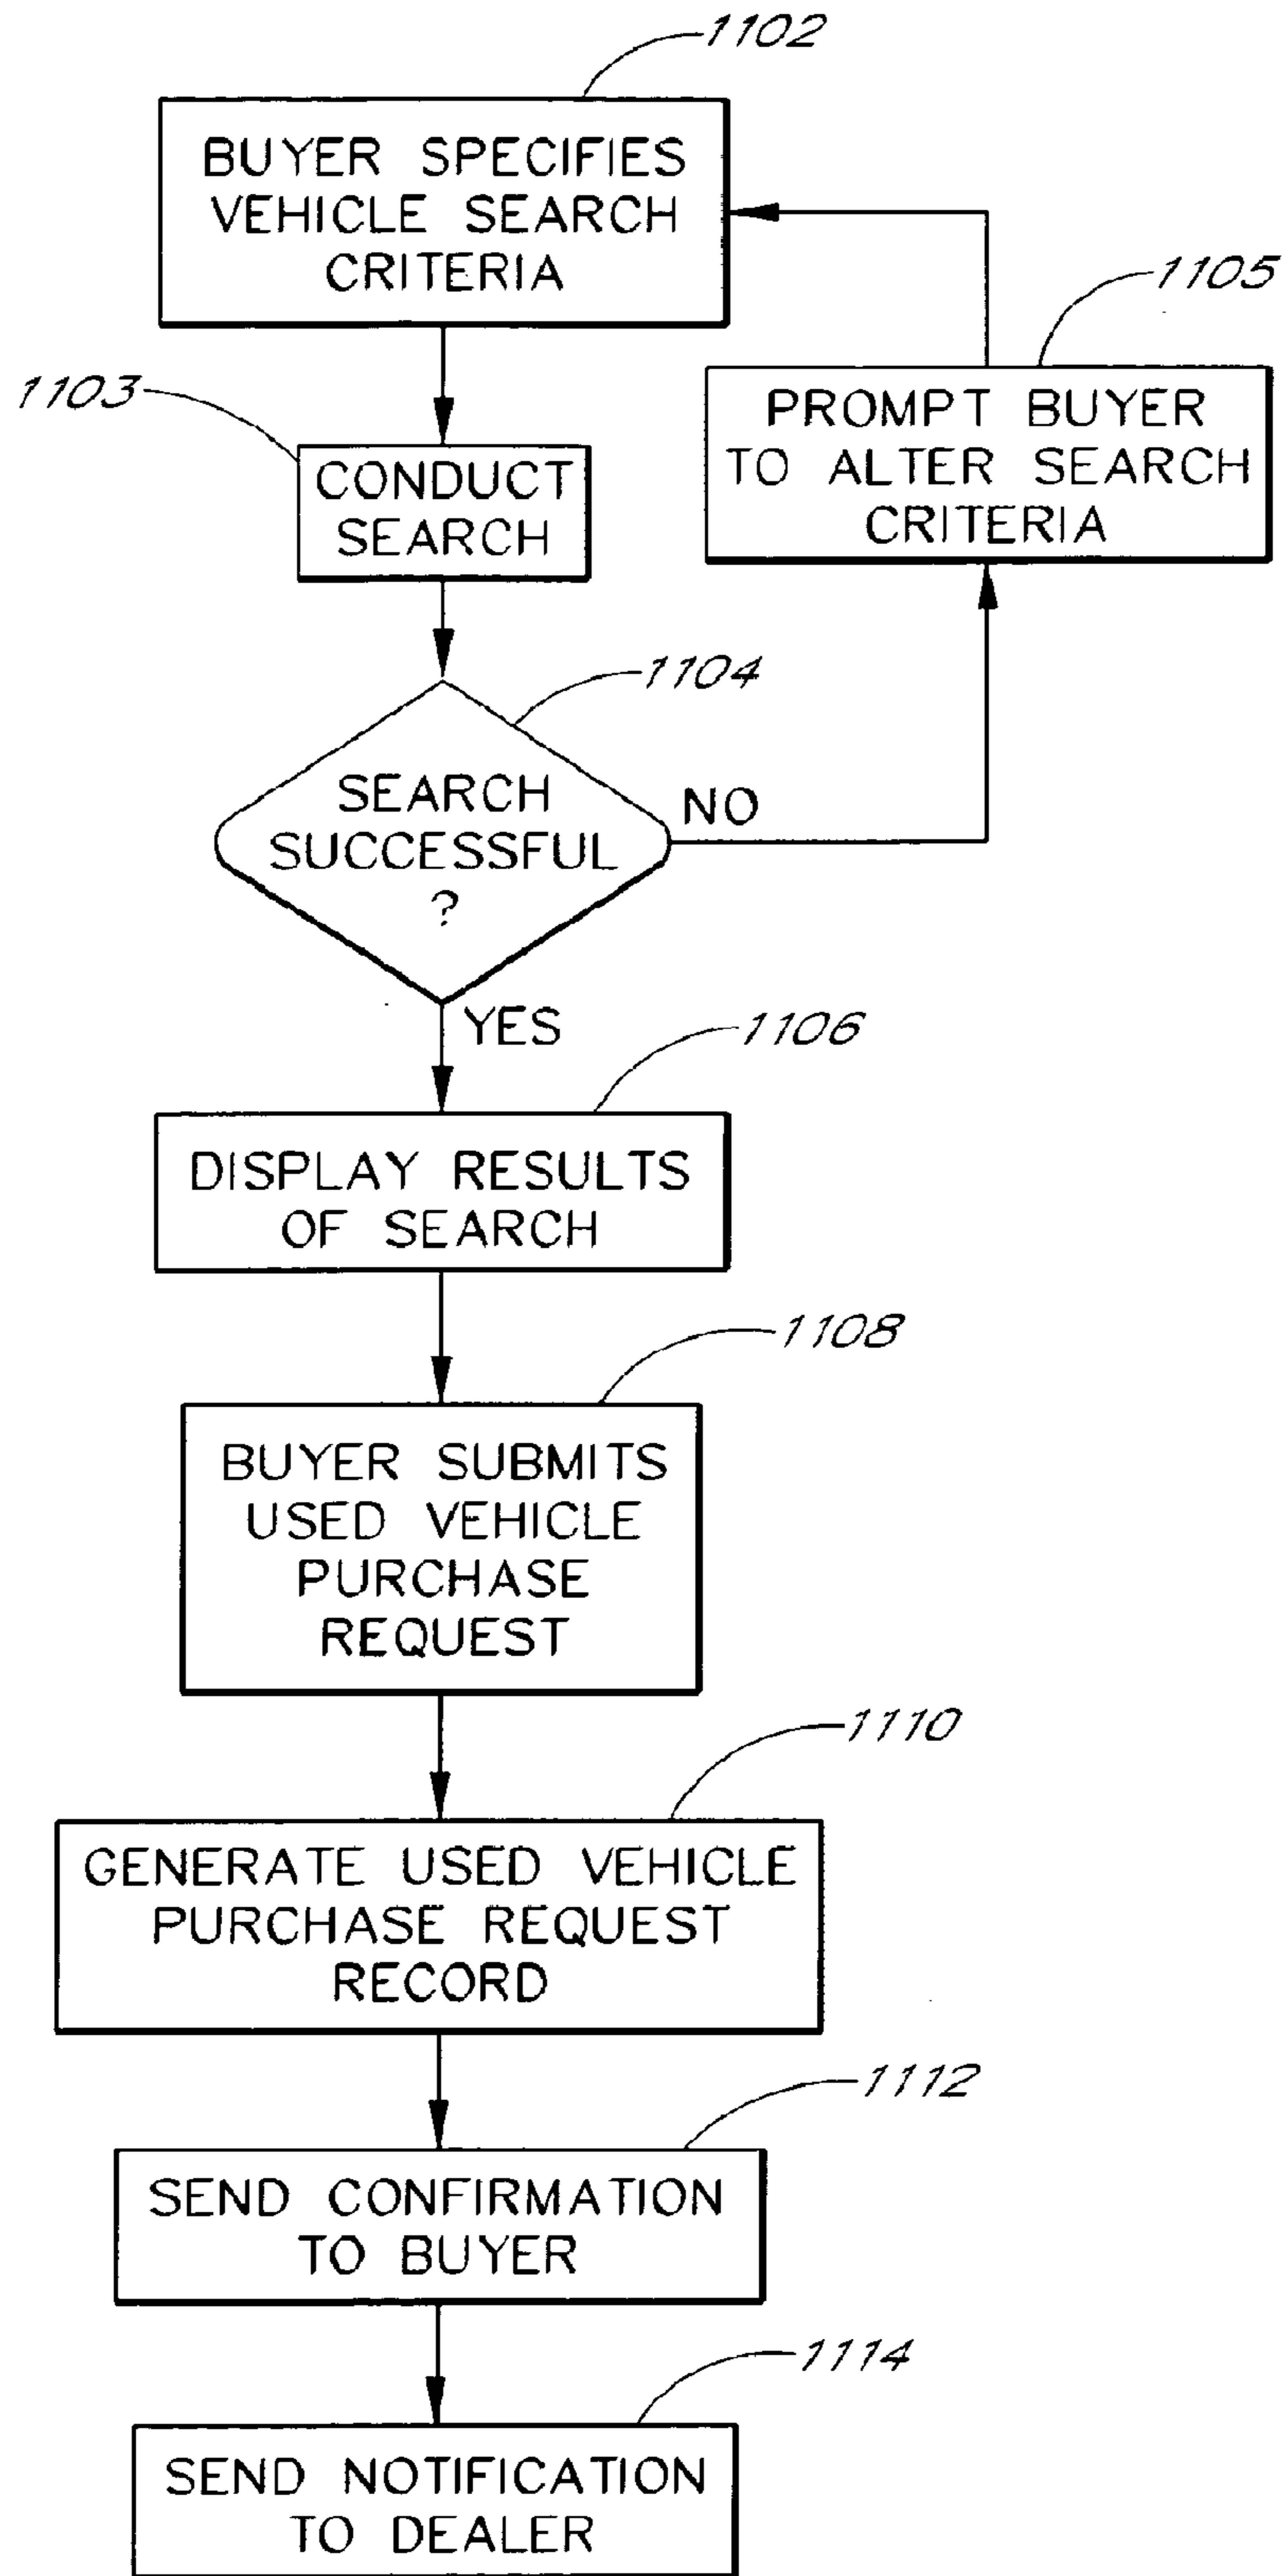 1102
BUYER SPECIFIES
VEHICLE SEARCH
CRITERIA
1105
PROMPT BUYER
TO ALTER SEARCH
CRITERIA
1103
CONDUCT
SEARCH
1104
SEARCH
SUCCESSFUL
?
NO
YES
1106
DISPLAY RESULTS
OF SEARCH
1108
BUYER SUBMITS
USED VEHICLE
PURCHASE
REQUEST
1110
GENERATE USED VEHICLE
PURCHASE REQUEST
RECORD
1112
SEND CONFIRMATION
TO BUYER
1114
SEND NOTIFICATION
TO DEALER